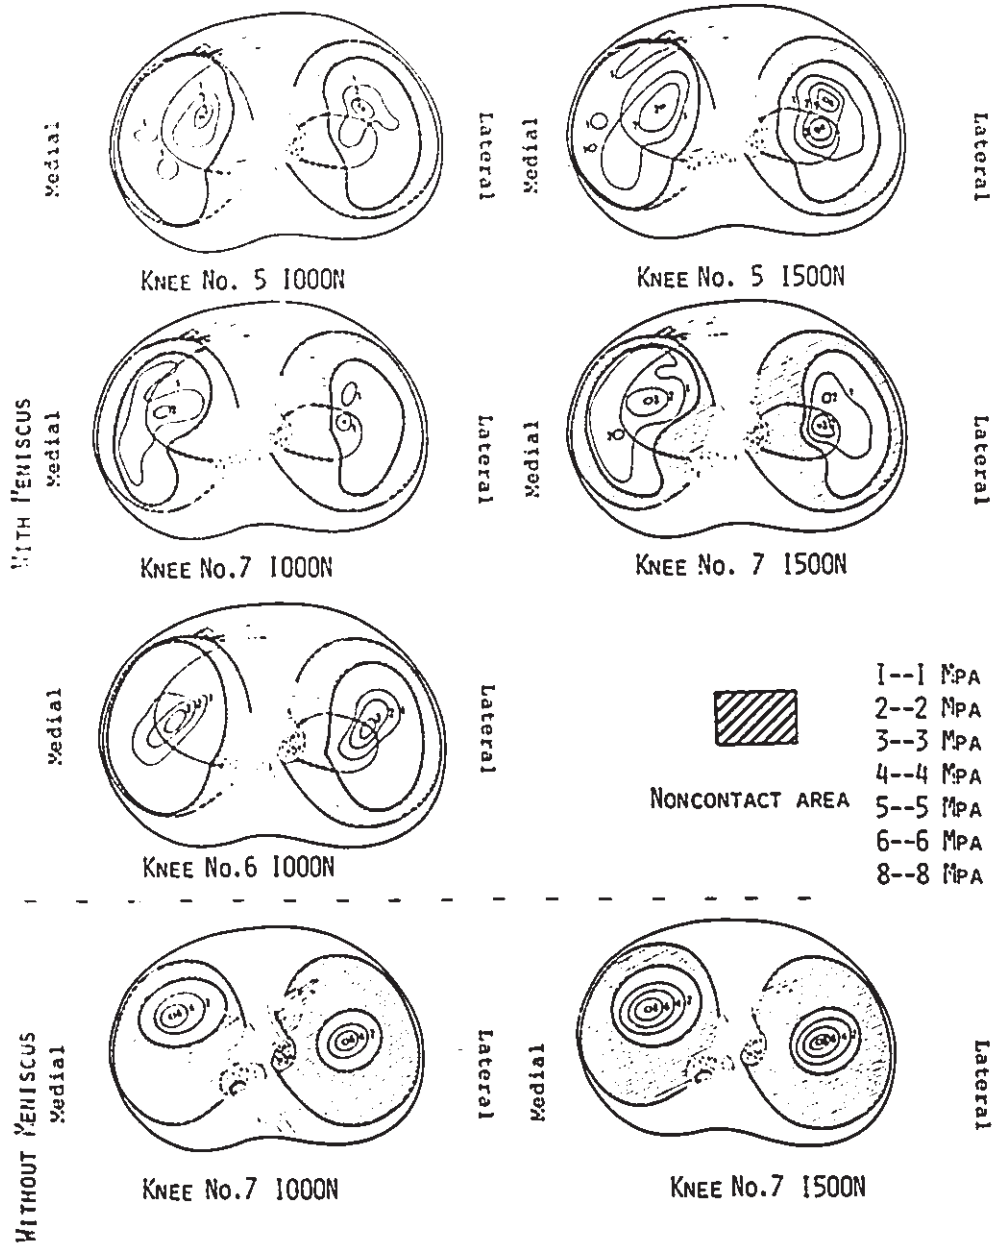 Medial
Lateral
Medial
Lateral
KNEE NO. 5 1000N
KNEE NO. 5 1500N
WITH MENISCUS
Medial
Lateral
Medial
Lateral
KNEE NO.7 1000N
KNEE NO. 7 1500N
Medial
Lateral
KNEE NO.6 1000N
NONCONTACT AREA
1--1 MPA
2--2 MPA
3--3 MPA
4--4 MPA
5--5 MPA
6--6 MPA
8--8 MPA
WITHOUT MENISCUS
Medial
Lateral
Medial
Lateral
KNEE NO.7 1000N
KNEE NO.7 1500N